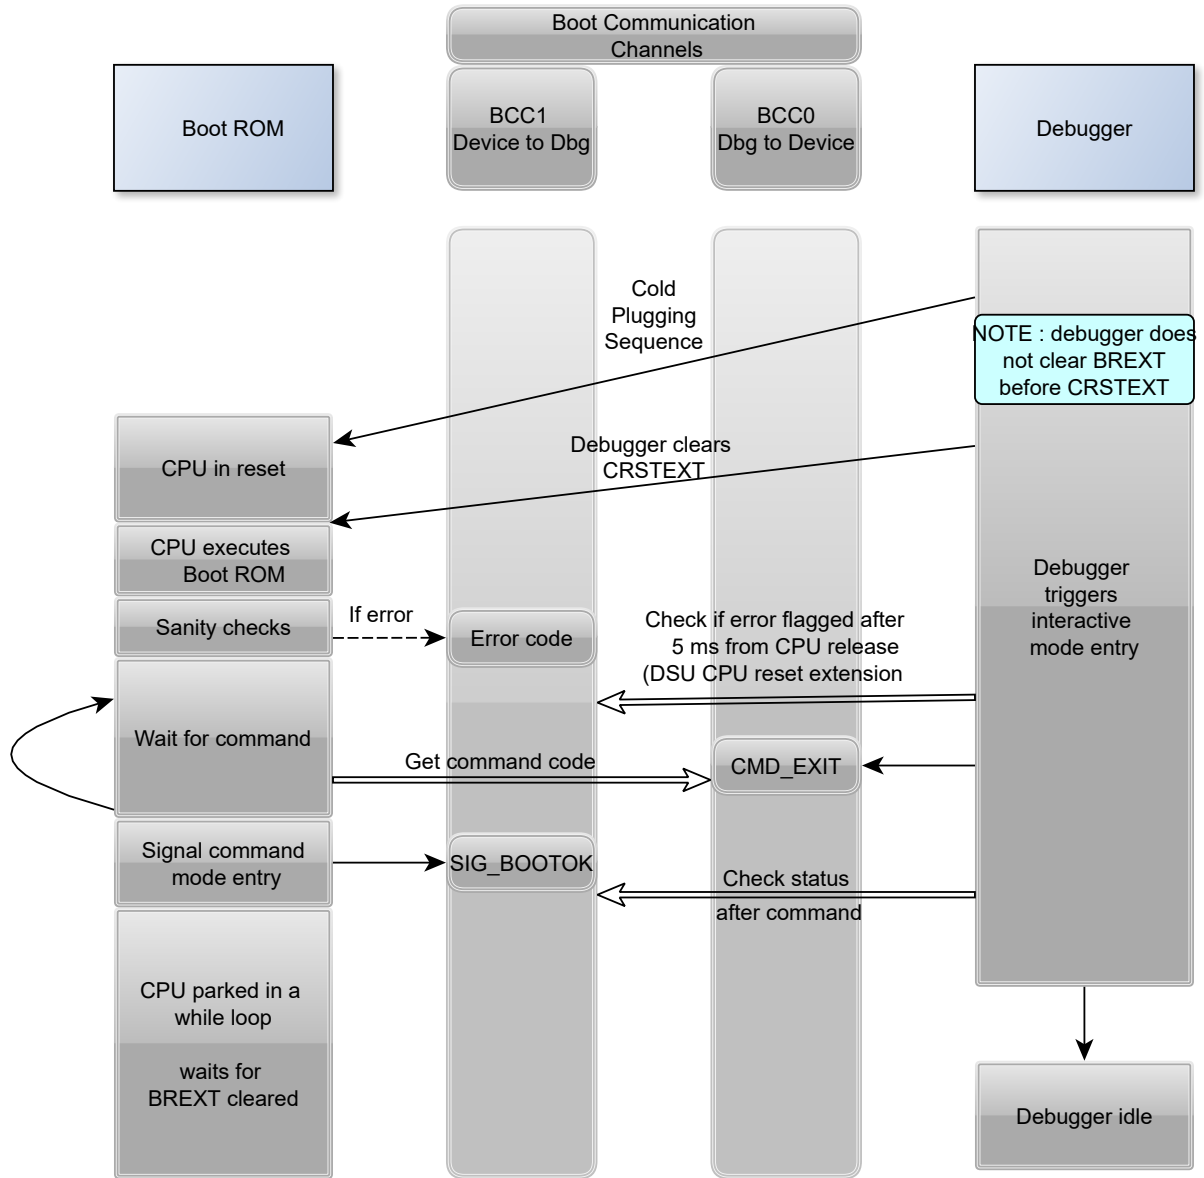 Boot Communication
Channels
Boot ROM
BCC1
Device to Dbg
BCC0
Dbg to Device
Debugger
Cold
Plugging
Sequence
NOTE : debugger does
not clear BREXT
before CRSTEXT
CPU in reset
Debugger clears
CRSTEXT
CPU executes
Boot ROM
Debugger
triggers
interactive
mode entry
Sanity checks
If error
Error code
Check if error flagged after
5 ms from CPU release
(DSU CPU reset extension
Wait for command
Get command code
CMD_EXIT
Signal command
mode entry
SIG_BOOTOK
Check status
after command
CPU parked in a
while loop
waits for
BREXT cleared
Debugger idle